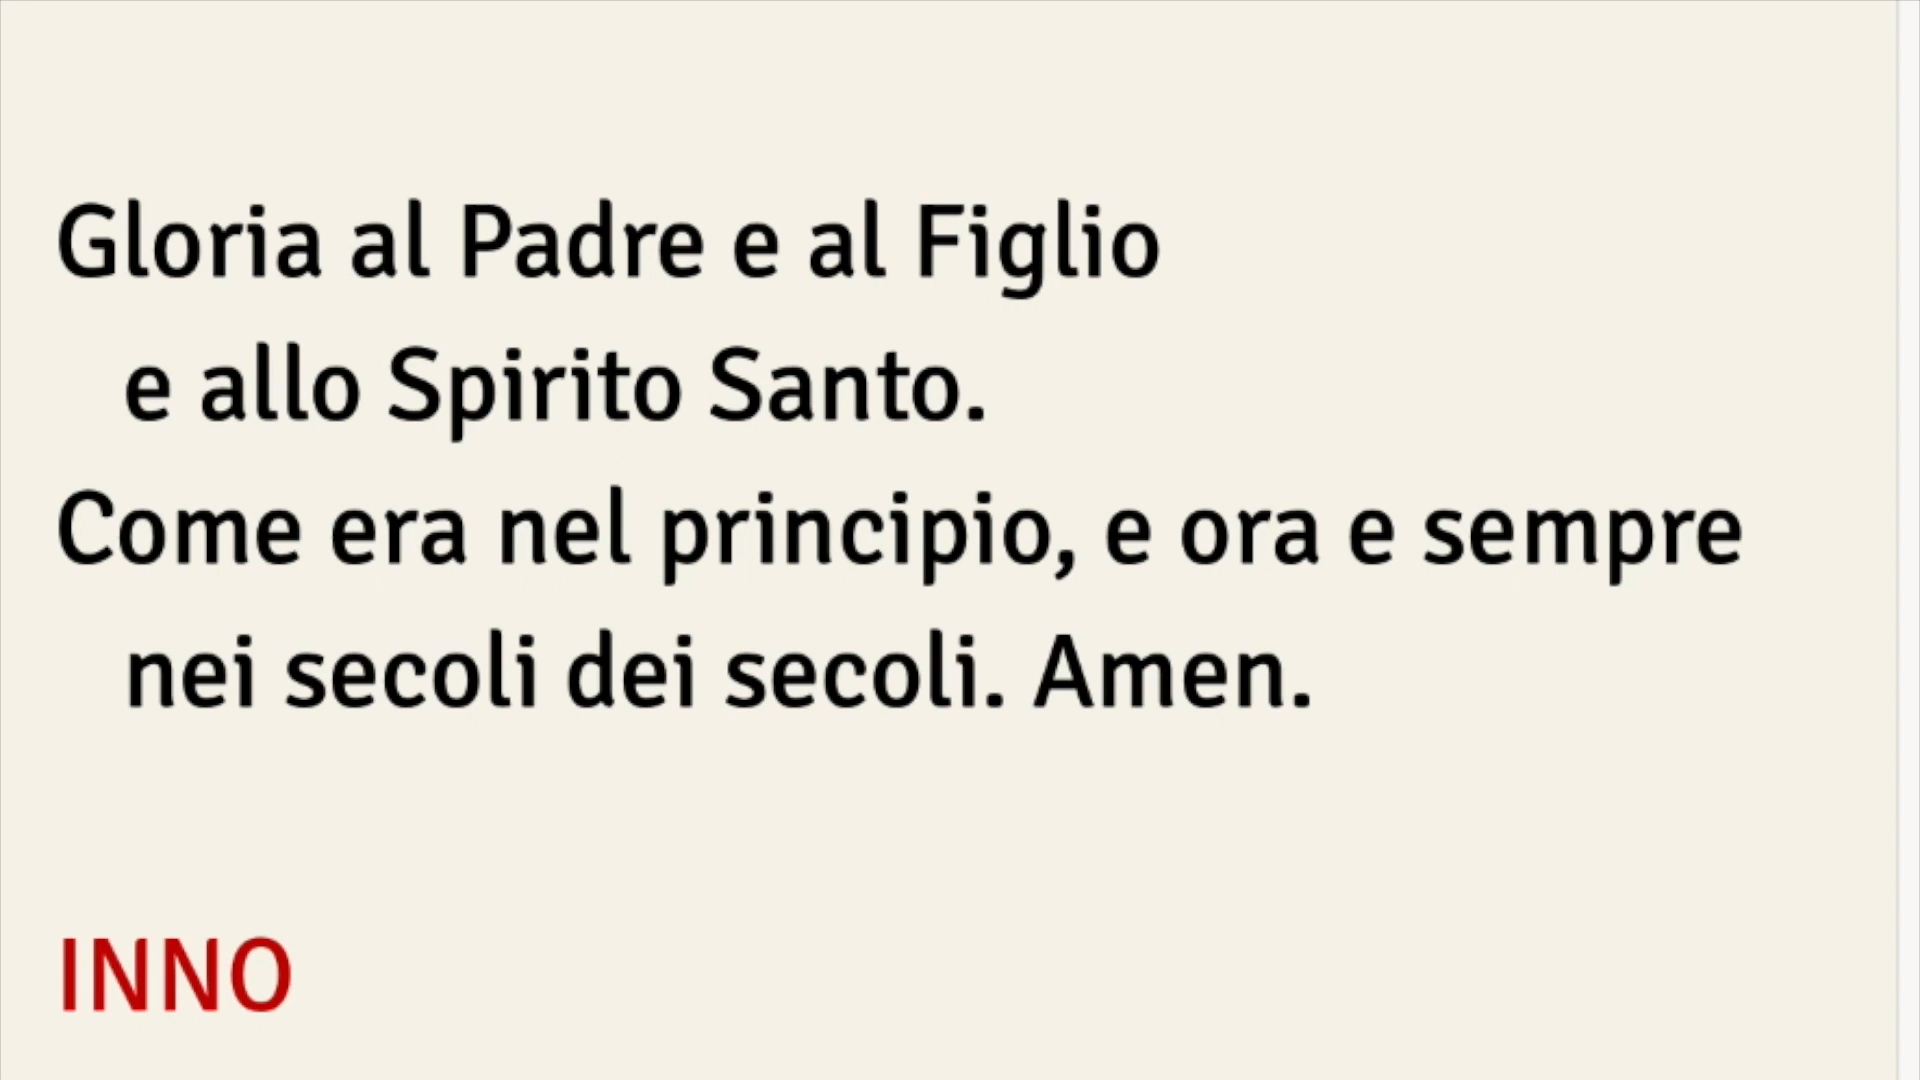 Gloria al Padre e al Figlio
e allo Spirito Santo.
Come era nel principio, e ora e sempre
nei secoli dei secoli. Amen.
INNO